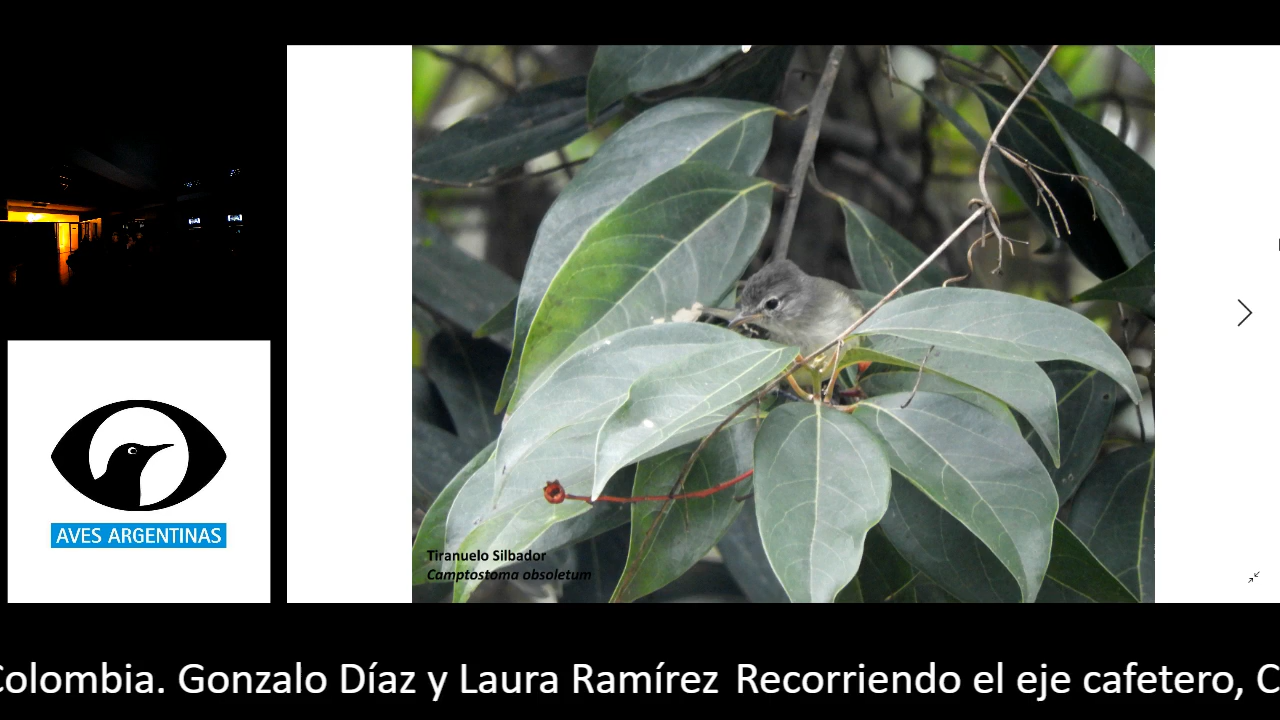 AVES ARGENTINAS
Tiranuelo Silbador
Camptostoma obsoletum
Colombia. Gonzalo Díaz y Laura Ramírez Recorriendo el eje cafetero, C